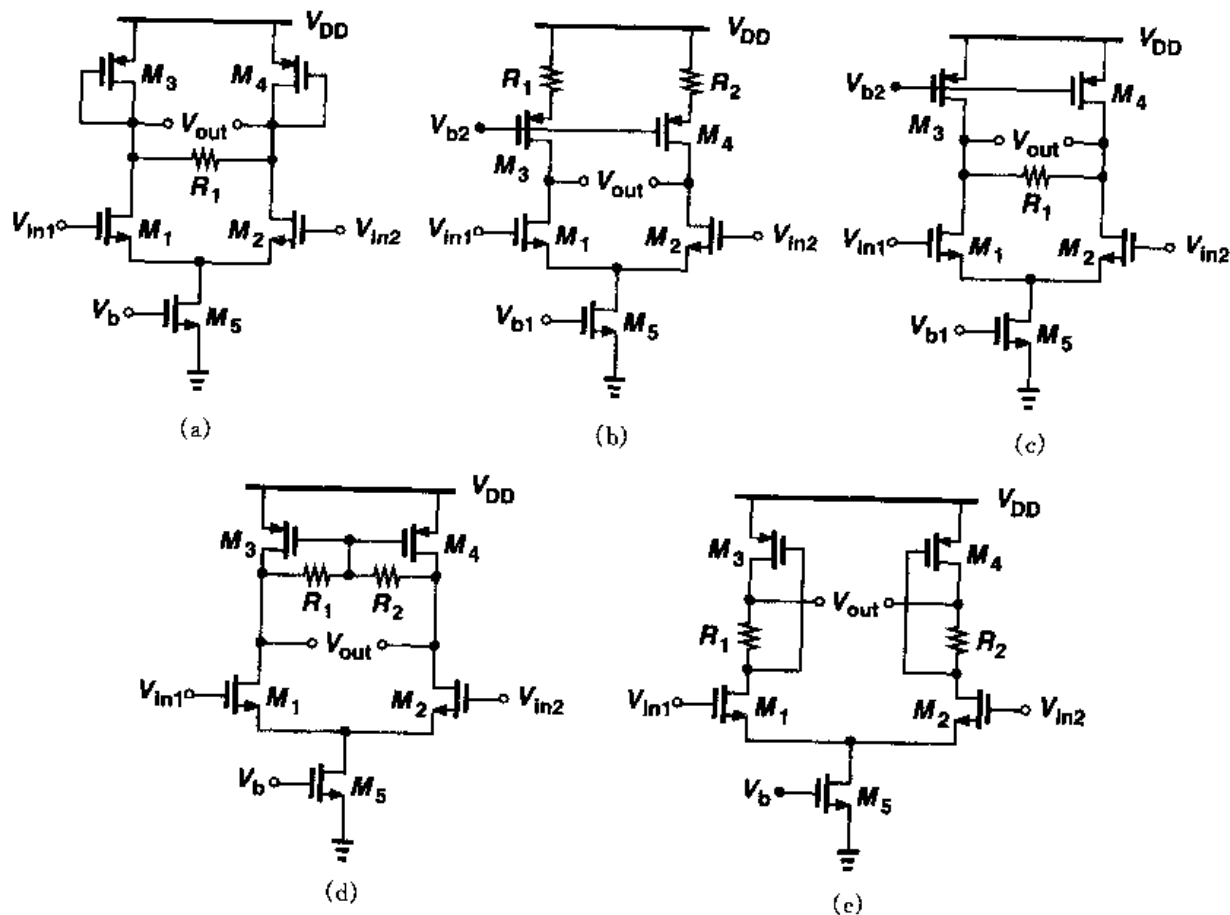 V_DD
M_3
M_4
V_out
R_1
V_in1
M_1
M_2
V_in2
V_b
M_5
(a)
V_DD
R_1
R_2
V_b2
M_3
M_4
V_out
V_in1
M_1
M_2
V_in2
V_b1
M_5
(b)
V_DD
V_b2
M_3
M_4
V_out
R_1
V_in1
M_1
M_2
V_in2
V_b1
M_5
(c)
V_DD
M_3
M_4
R_1
R_2
V_out
V_in1
M_1
M_2
V_in2
V_b
M_5
(d)
V_DD
M_3
M_4
V_out
R_1
R_2
V_in1
M_1
M_2
V_in2
V_b
M_5
(e)